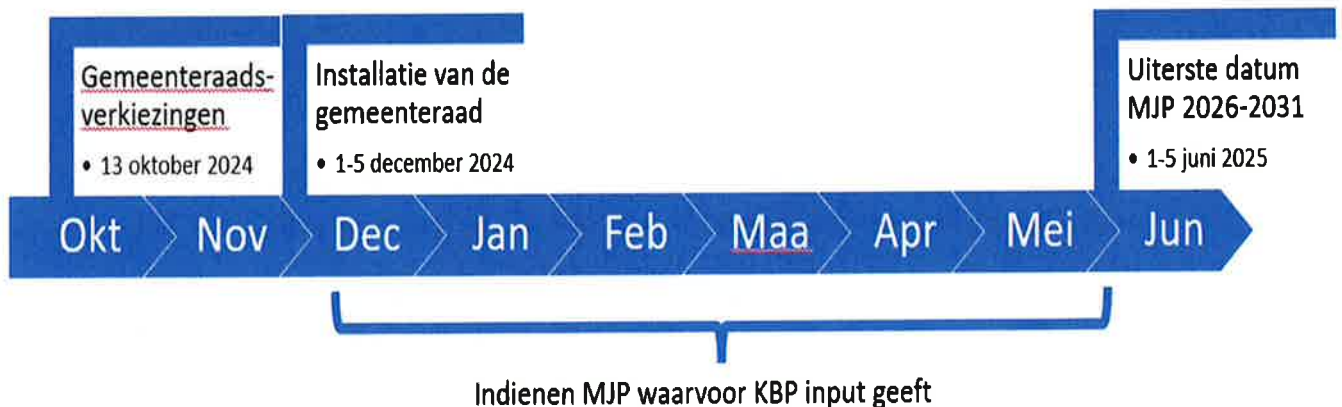 Gemeenteraads-
verkiezingen
• 13 oktober 2024
Installatie van de
gemeenteraad
• 1-5 december 2024
Uiterste datum
MJP 2026-2031
• 1-5 juni 2025
Okt Nov Dec Jan Feb Maa Apr Mei Jun
Indienen MJP waarvoor KBP input geeft